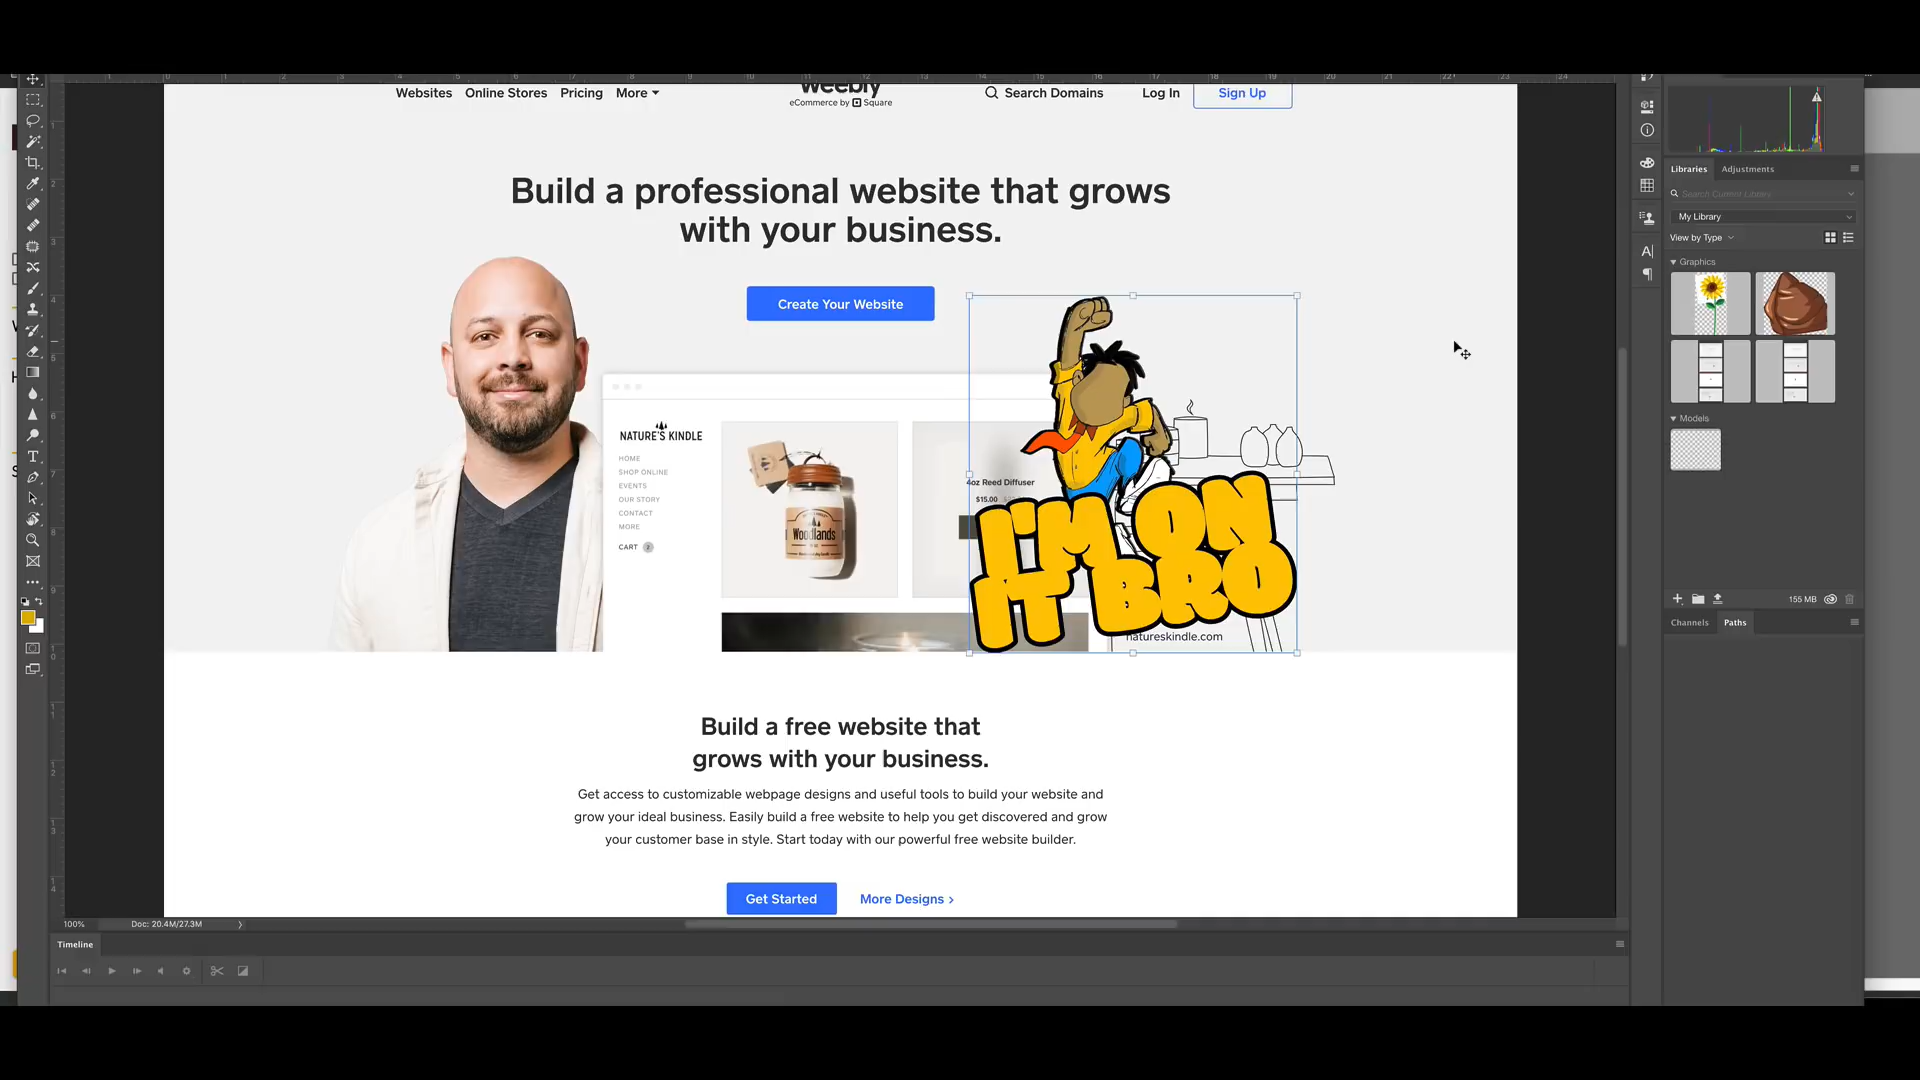 Websites Online Stores Pricing More
weebly
eCommerce by Square
Search Domains Log In Sign Up
Build a professional website that grows
with your business.
Create Your Website
NATURE'S KINDLE
HOME
SHOP ONLINE
EVENTS
OUR STORY
CONTACT
MORE
CART 2
Woodlands
4oz Reed Diffuser
$15.00
I'M ON
IT BRO
natureskindle.com
Build a free website that
grows with your business.
Get access to customizable webpage designs and useful tools to build your website and
grow your ideal business. Easily build a free website to help you get discovered and grow
your customer base in style. Start today with our powerful free website builder.
Get Started More Designs >
100% Doc: 20.4M/27.3M
Timeline
Libraries Adjustments
Search Current Library
My Library
View by Type
Graphics
Models
155 MB
Channels Paths